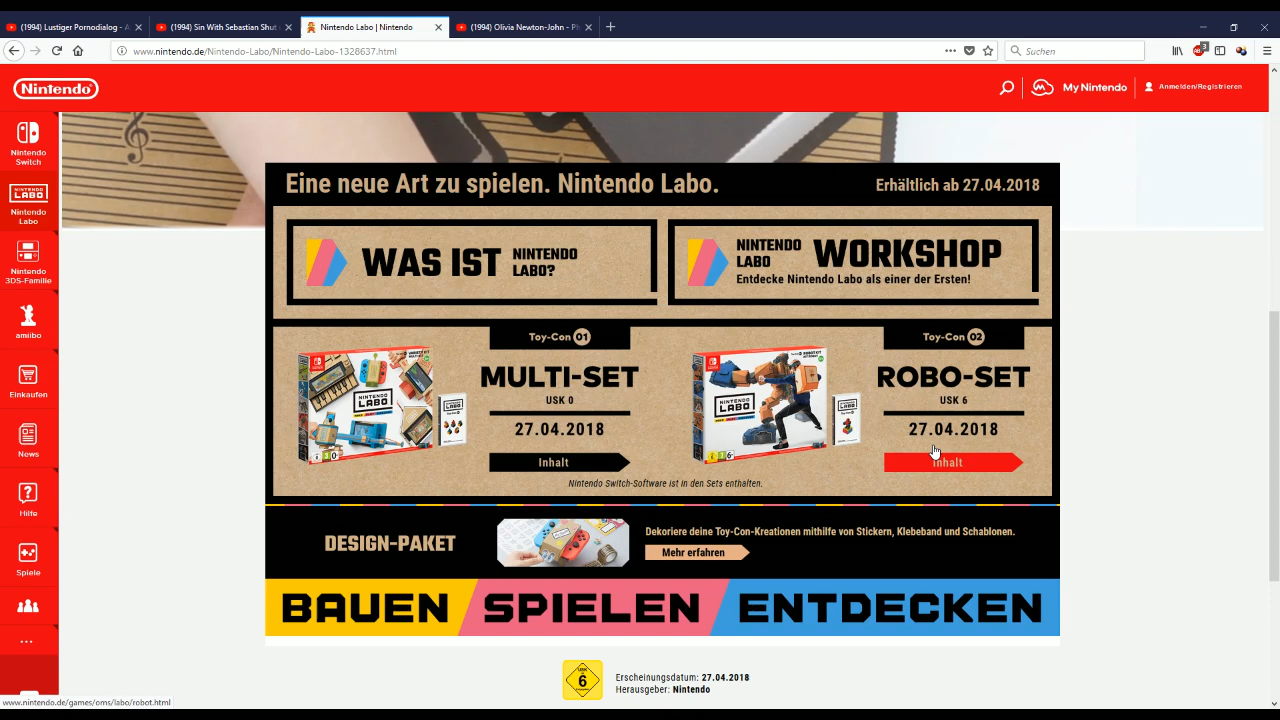 (1994) Lustiger Pornodialog - A
(1994) Sin With Sebastian Shut
Nintendo Labo | Nintendo
(1994) Olivia Newton-John - Ph
www.nintendo.de/Nintendo-Labo/Nintendo-Labo-1328637.html
Suchen
3
Nintendo
My Nintendo
Anmelden/Registrieren
Nintendo
Switch
NINTENDO
LABO
Nintendo
Labo
Nintendo
3DS-Familie
amiibo
Einkaufen
News
Hilfe
Spiele
...
Eine neue Art zu spielen. Nintendo Labo.
Erhältlich ab 27.04.2018
WAS IST NINTENDO
LABO?
NINTENDO
LABO WORKSHOP
Entdecke Nintendo Labo als einer der Ersten!
Toy-Con 01
MULTI-SET
USK 0
27.04.2018
Inhalt
NINTENDO
LABO
Toy-Con 02
ROBO-SET
USK 6
27.04.2018
Inhalt
NINTENDO
LABO
Nintendo Switch-Software ist in den Sets enthalten.
DESIGN-PAKET
Dekoriere deine Toy-Con-Kreationen mithilfe von Stickern, Klebeband und Schablonen.
Mehr erfahren
BAUEN SPIELEN ENTDECKEN
USK
6
Erscheinungsdatum: 27.04.2018
Herausgeber: Nintendo
www.nintendo.de/games/oms/labo/robot.html